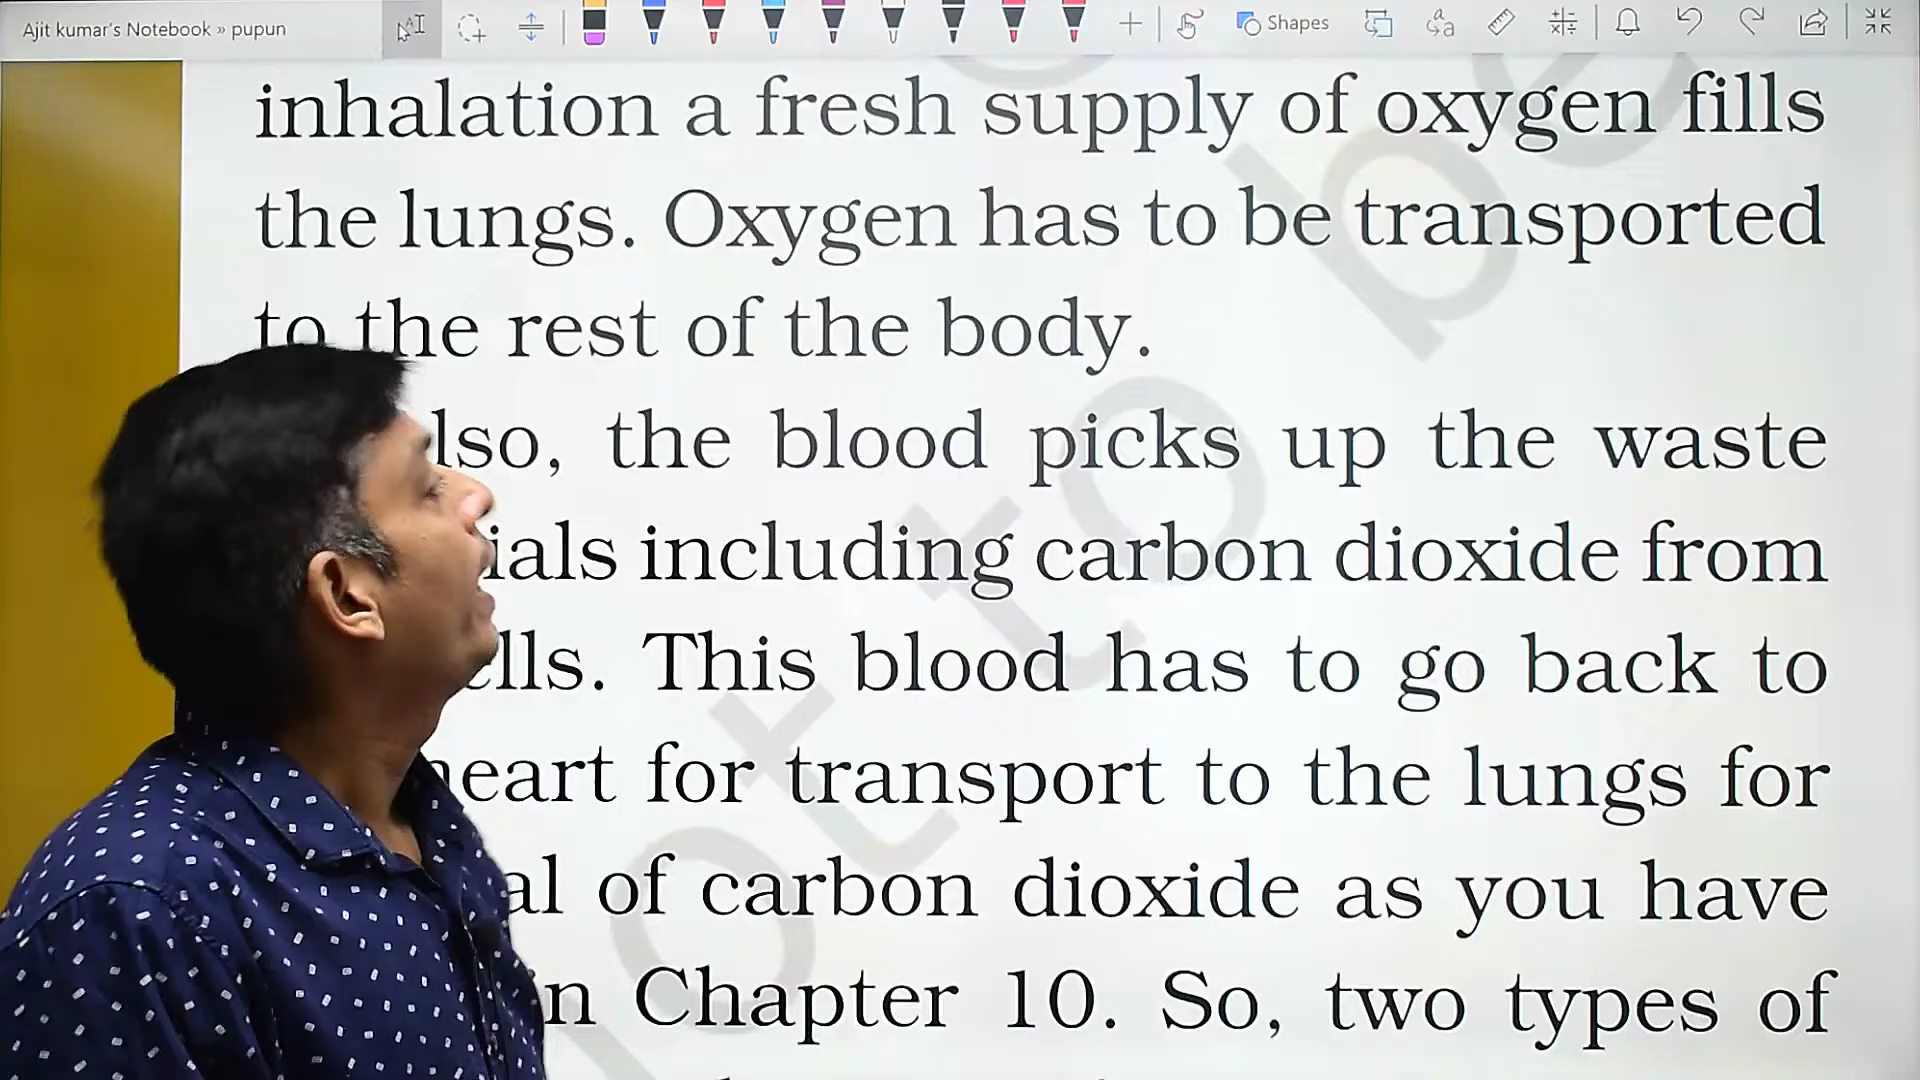 Ajit kumar's Notebook » pupun
Shapes
inhalation a fresh supply of oxygen fills
the lungs. Oxygen has to be transported
to the rest of the body.
lso, the blood picks up the waste
ials including carbon dioxide from
ells. This blood has to go back to
heart for transport to the lungs for
al of carbon dioxide as you have
n Chapter 10. So, two types of
not to be